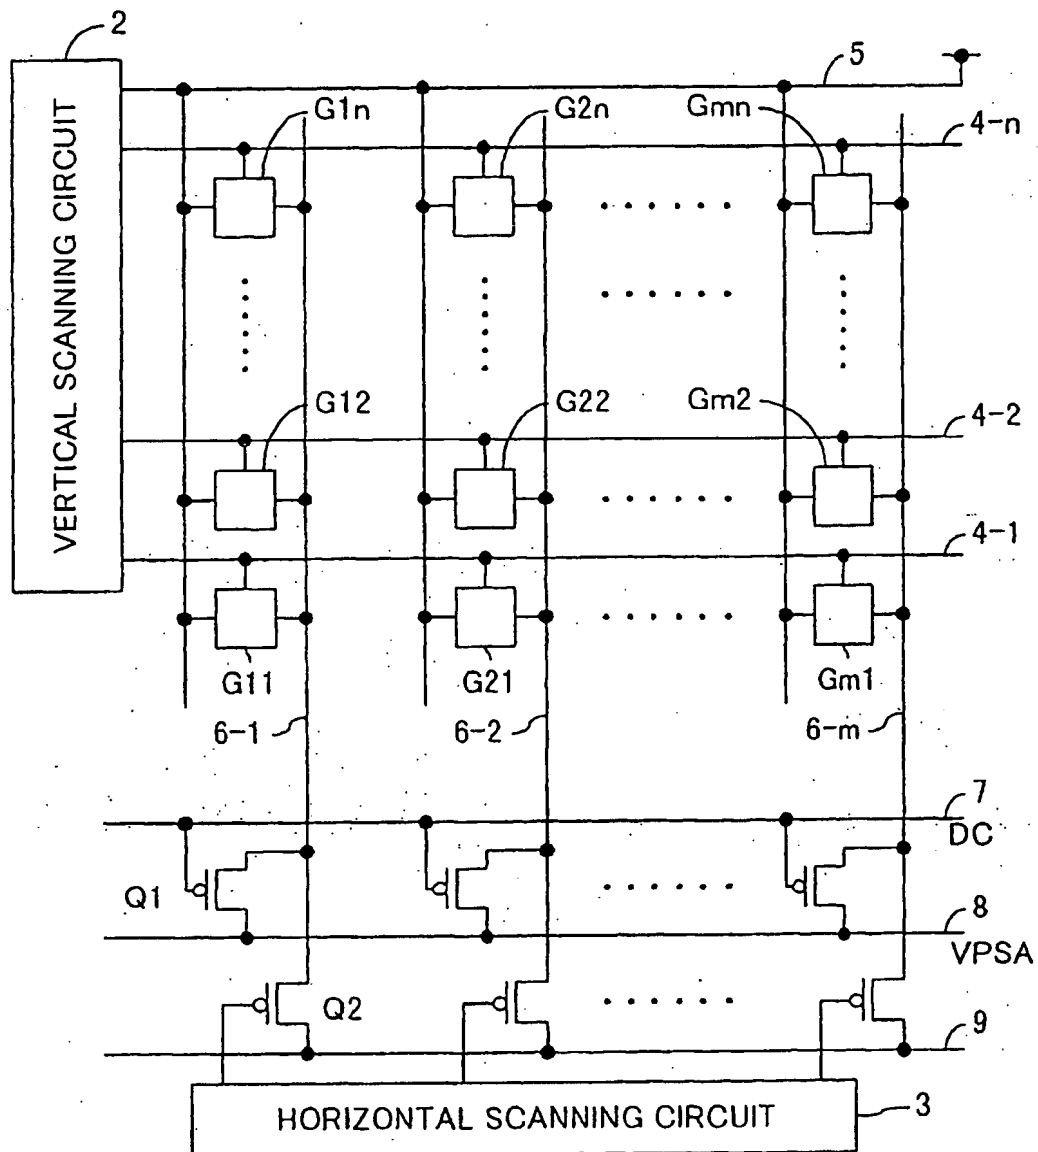 2
VERTICAL SCANNING CIRCUIT
5
G1n
G2n
Gmn
4-n
G12
G22
Gm2
4-2
4-1
G11
G21
Gm1
6-1
6-2
6-m
7
DC
Q1
8
VPSA
Q2
9
HORIZONTAL SCANNING CIRCUIT
3